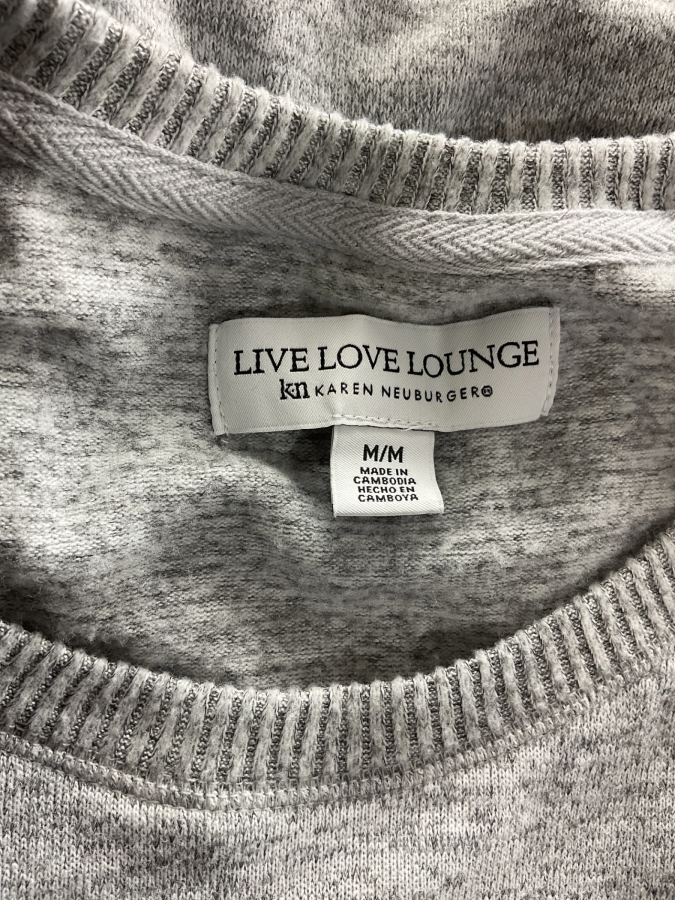 LIVE LOVE LOUNGE
kn KAREN NEUBURGER®
M/M
MADE IN
CAMBODIA
HECHO EN
CAMBOYA